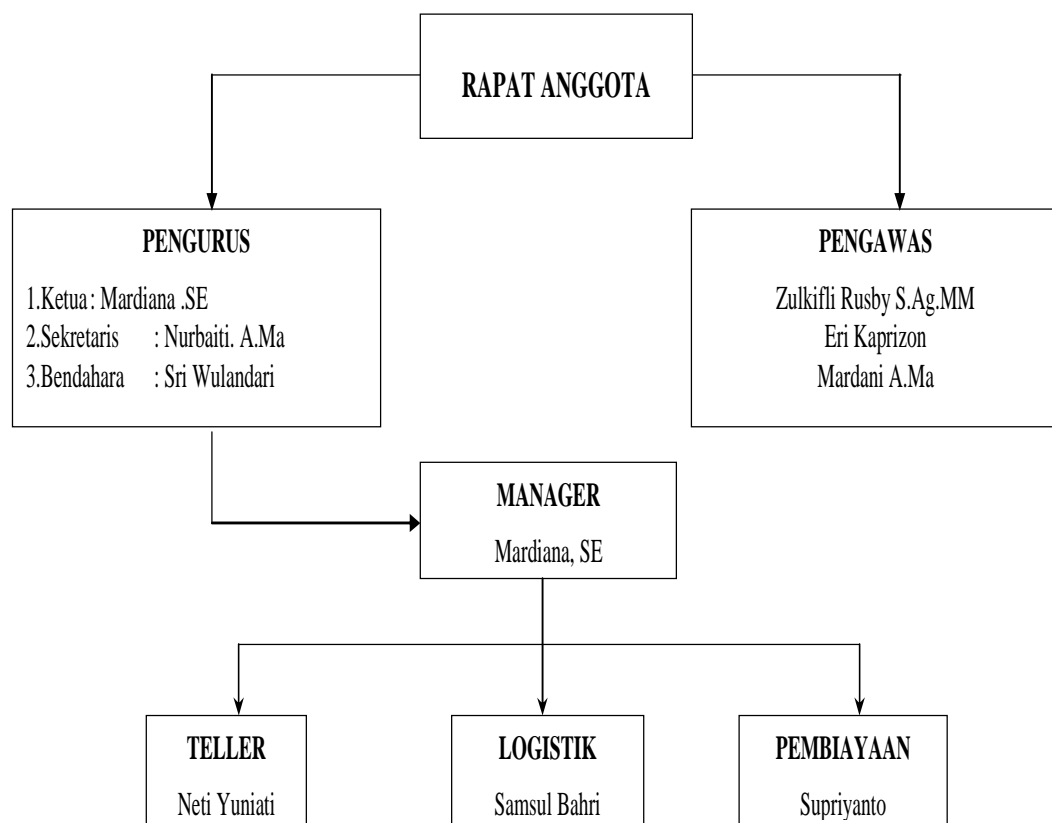 RAPAT ANGGOTA
PENGURUS
1.Ketua : Mardiana .SE
2.Sekretaris : Nurbaiti. A.Ma
3.Bendahara : Sri Wulandari
PENGAWAS
Zulkifli Rusby S.Ag.MM
Eri Kaprizon
Mardani A.Ma
MANAGER
Mardiana, SE
TELLER
Neti Yuniati
LOGISTIK
Samsul Bahri
PEMBIAYAAN
Supriyanto